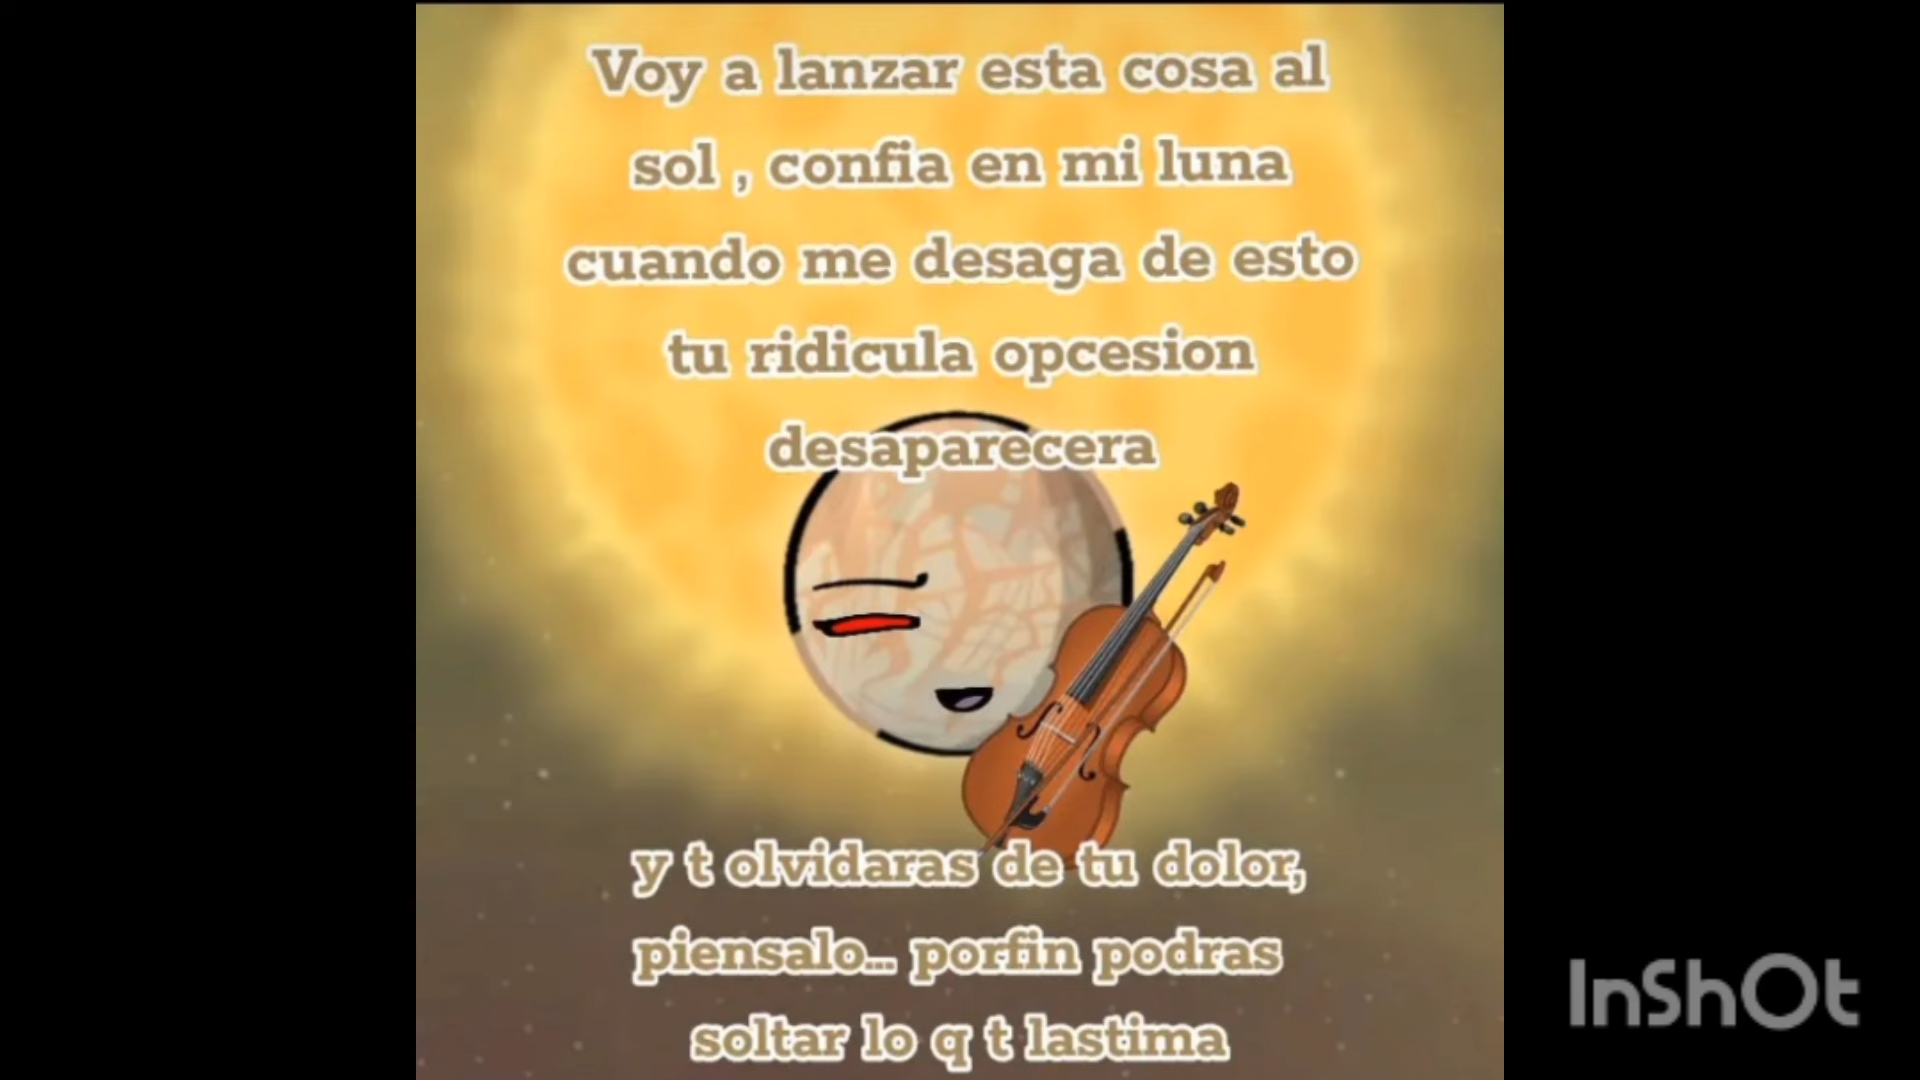 Voy a lanzar esta cosa al
sol , confia en mi luna
cuando me desaga de esto
tu ridicula opcesion
desaparecera
y t olvidaras de tu dolor,
piensalo... porfin podras
soltar lo q t lastima
InShOt